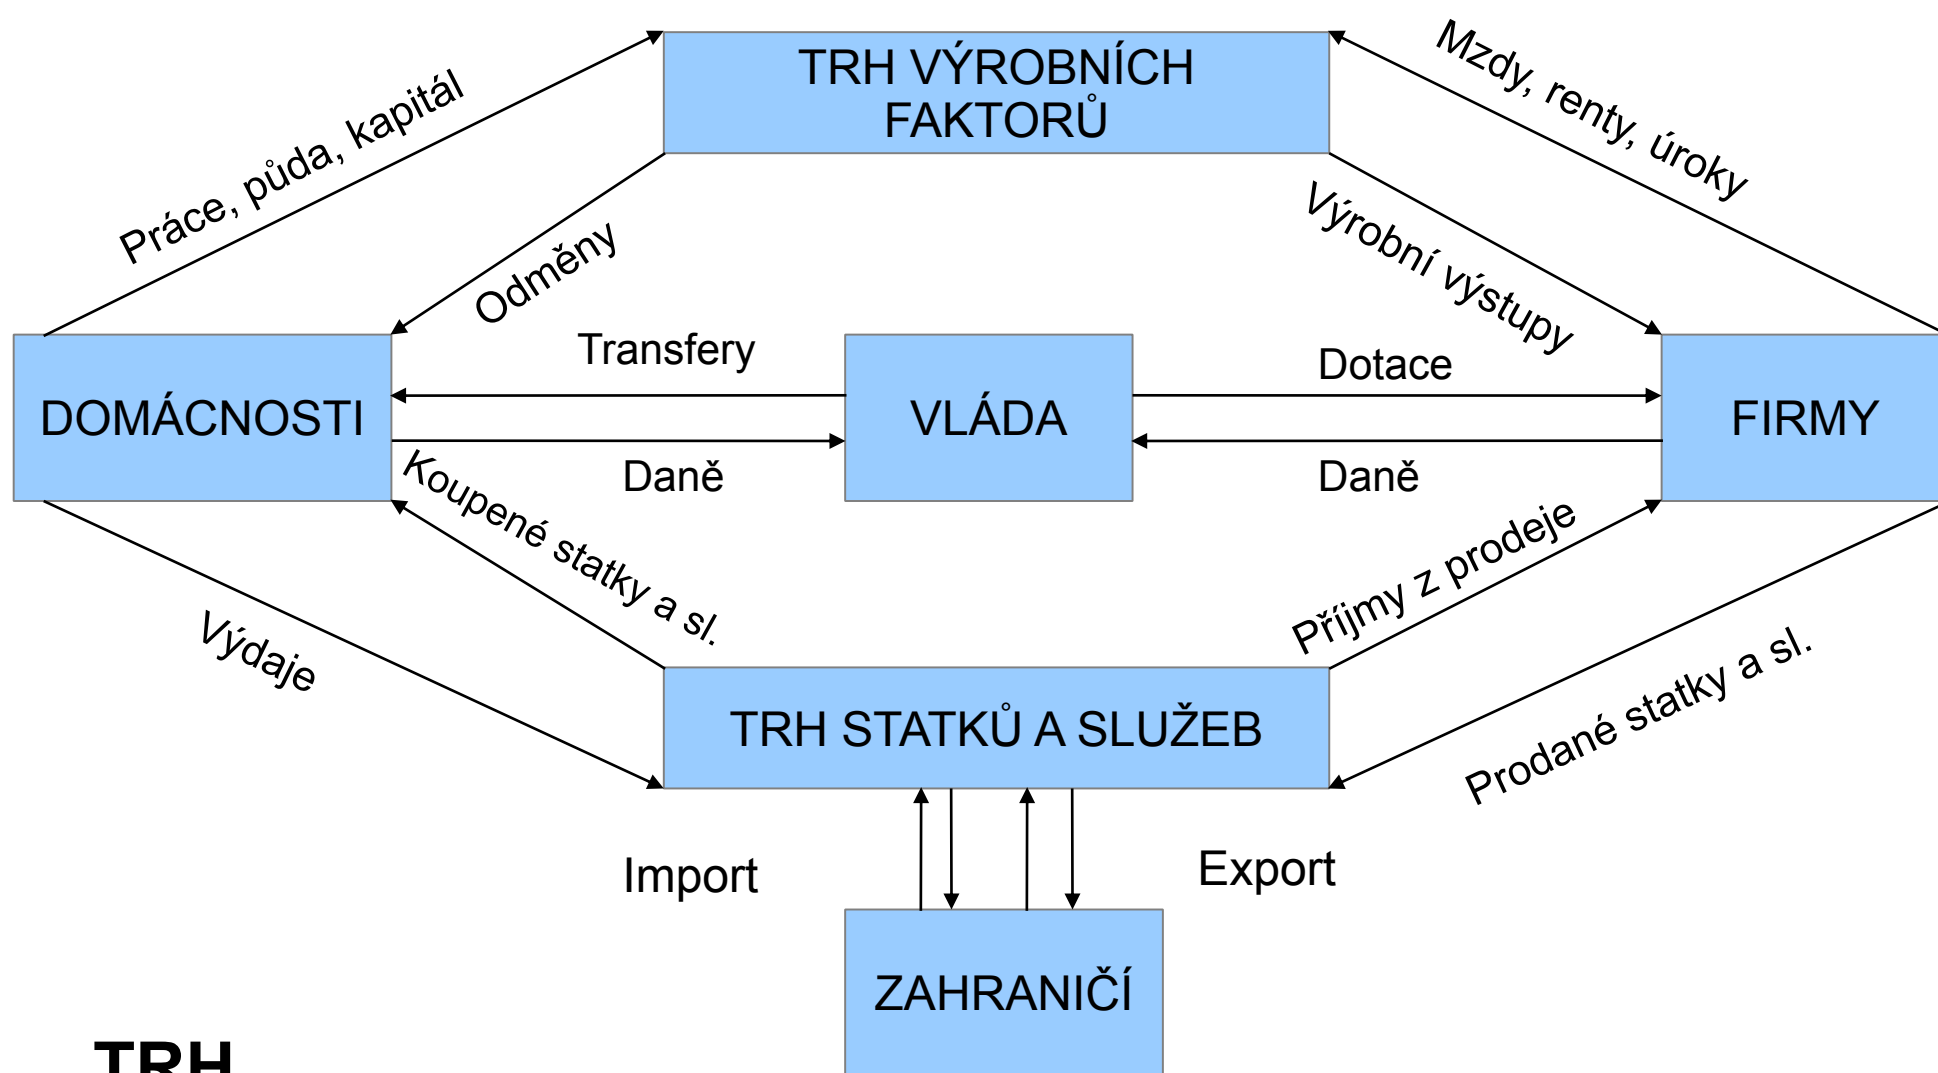 TRH VÝROBNÍCH
FAKTORŮ
Mzdy, renty, úroky
Práce, půda, kapitál
Odměny
Výrobní výstupy
Transfery
Dotace
DOMÁCNOSTI
VLÁDA
FIRMY
Daně
Daně
Koupené statky a sl.
Příjmy z prodeje
Výdaje
Prodané statky a sl.
TRH STATKŮ A SLUŽEB
Import
Export
ZAHRANIČÍ
TRH